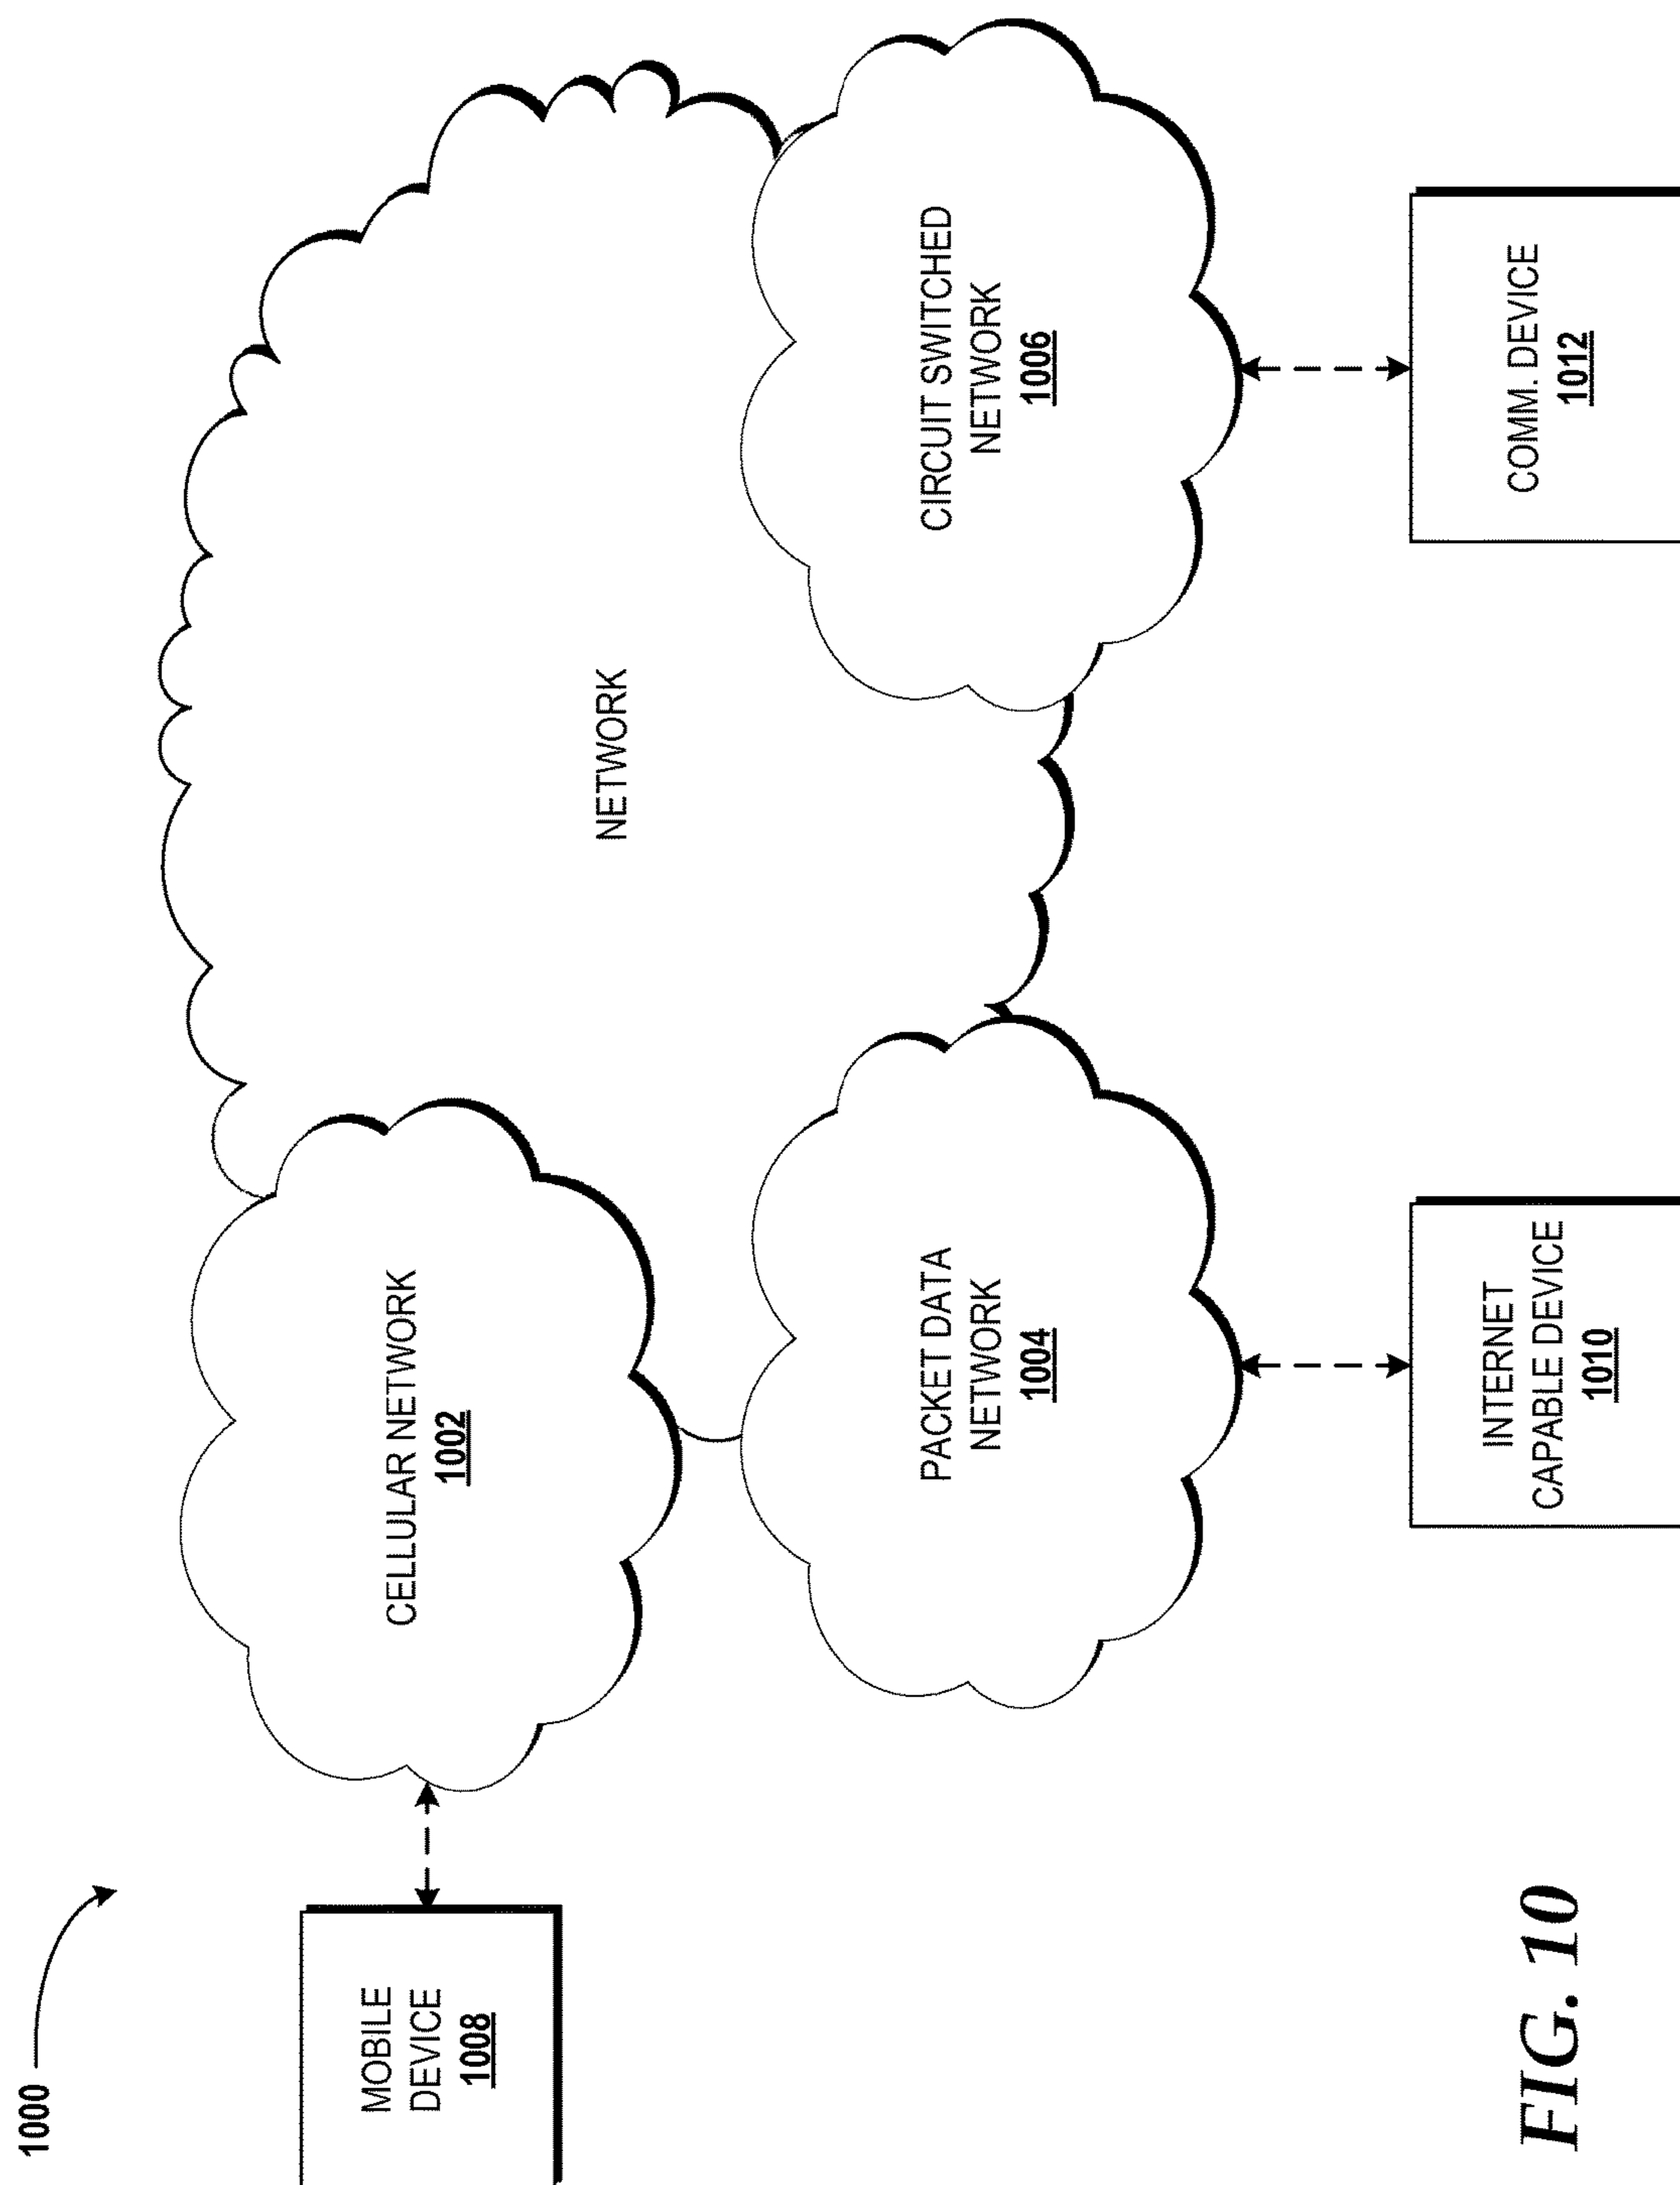 1000
MOBILE
DEVICE
1008
CELLULAR NETWORK
1002
NETWORK
PACKET DATA
NETWORK
1004
CIRCUIT SWITCHED
NETWORK
1006
INTERNET
CAPABLE DEVICE
1010
COMM. DEVICE
1012
FIG. 10